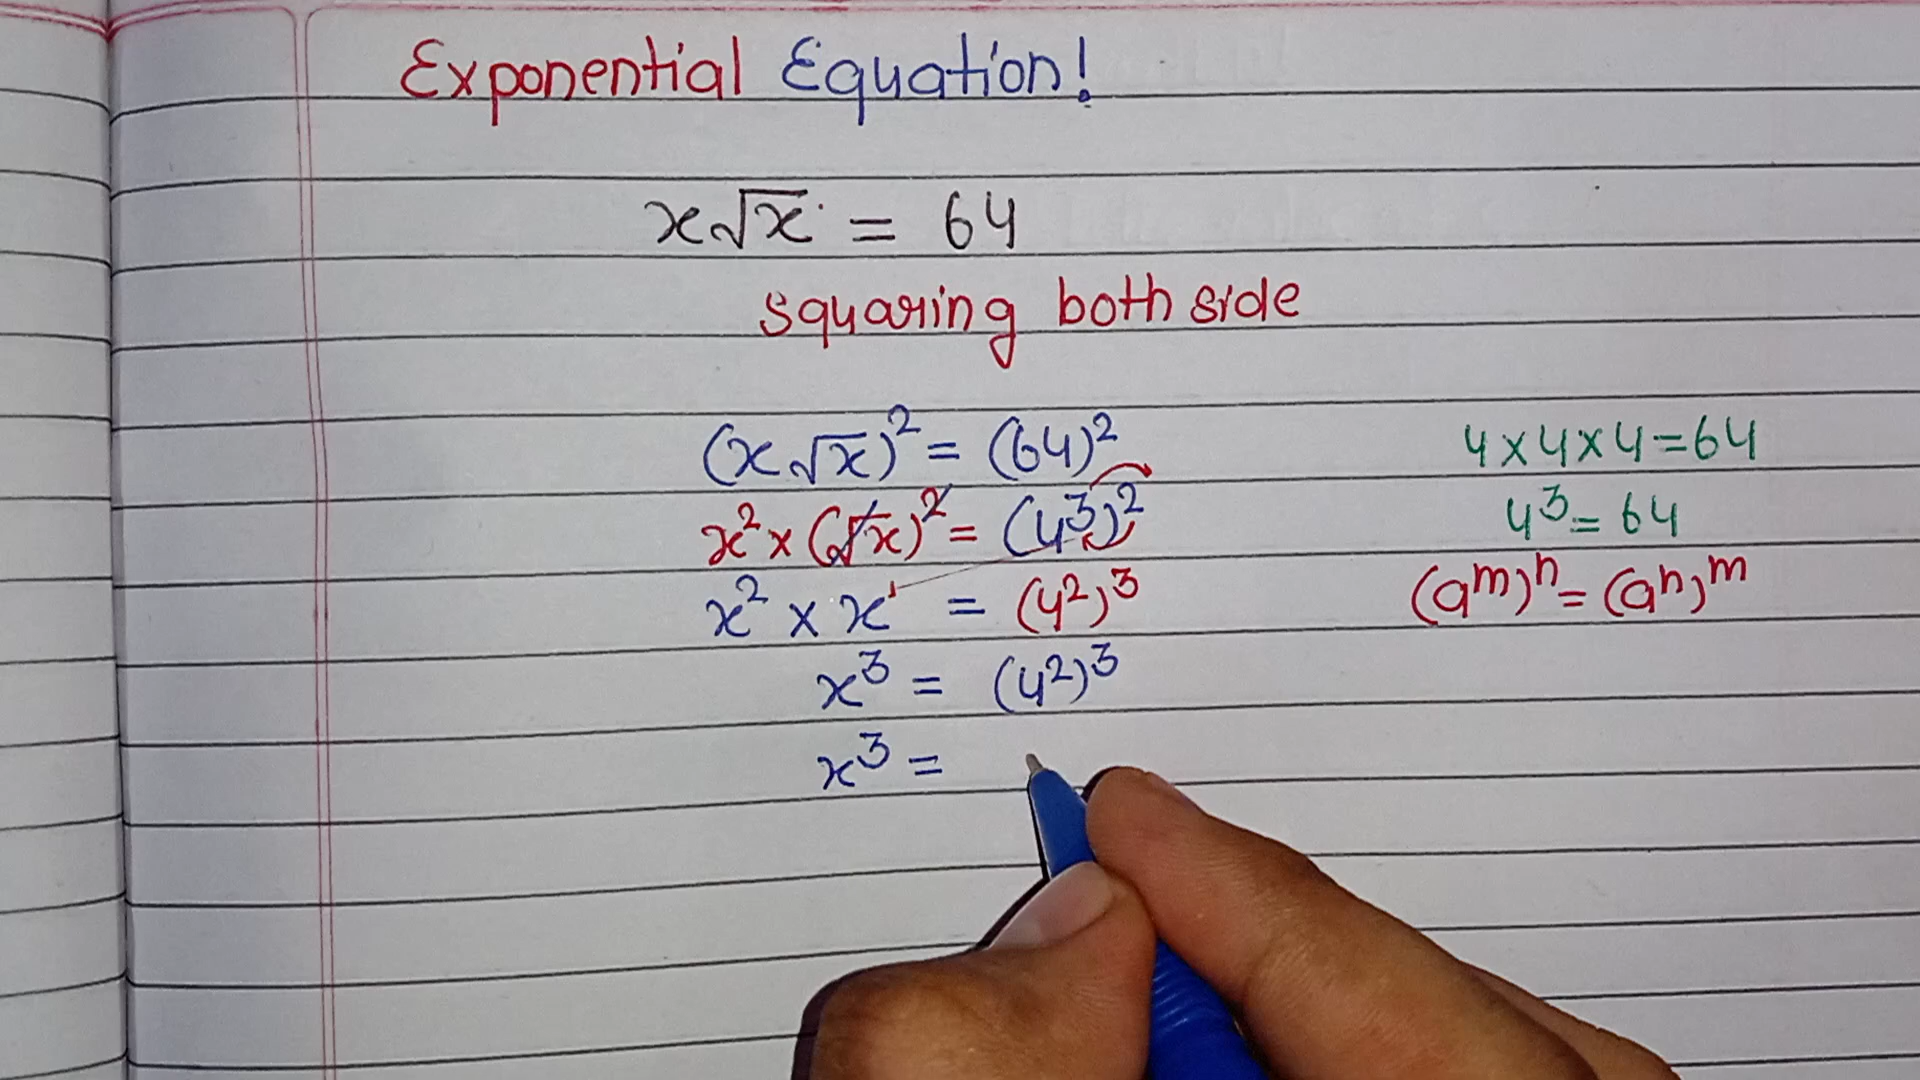 Exponential Equation!
x√x = 64
squaring both side
(x√x)² = (64)²
4×4×4=64
x²×(√x)² = (4³)²
4³=64
x² × x¹ = (4²)³
(aᵐ)ⁿ=(aⁿ)ᵐ
x³ = (4²)³
x³ =